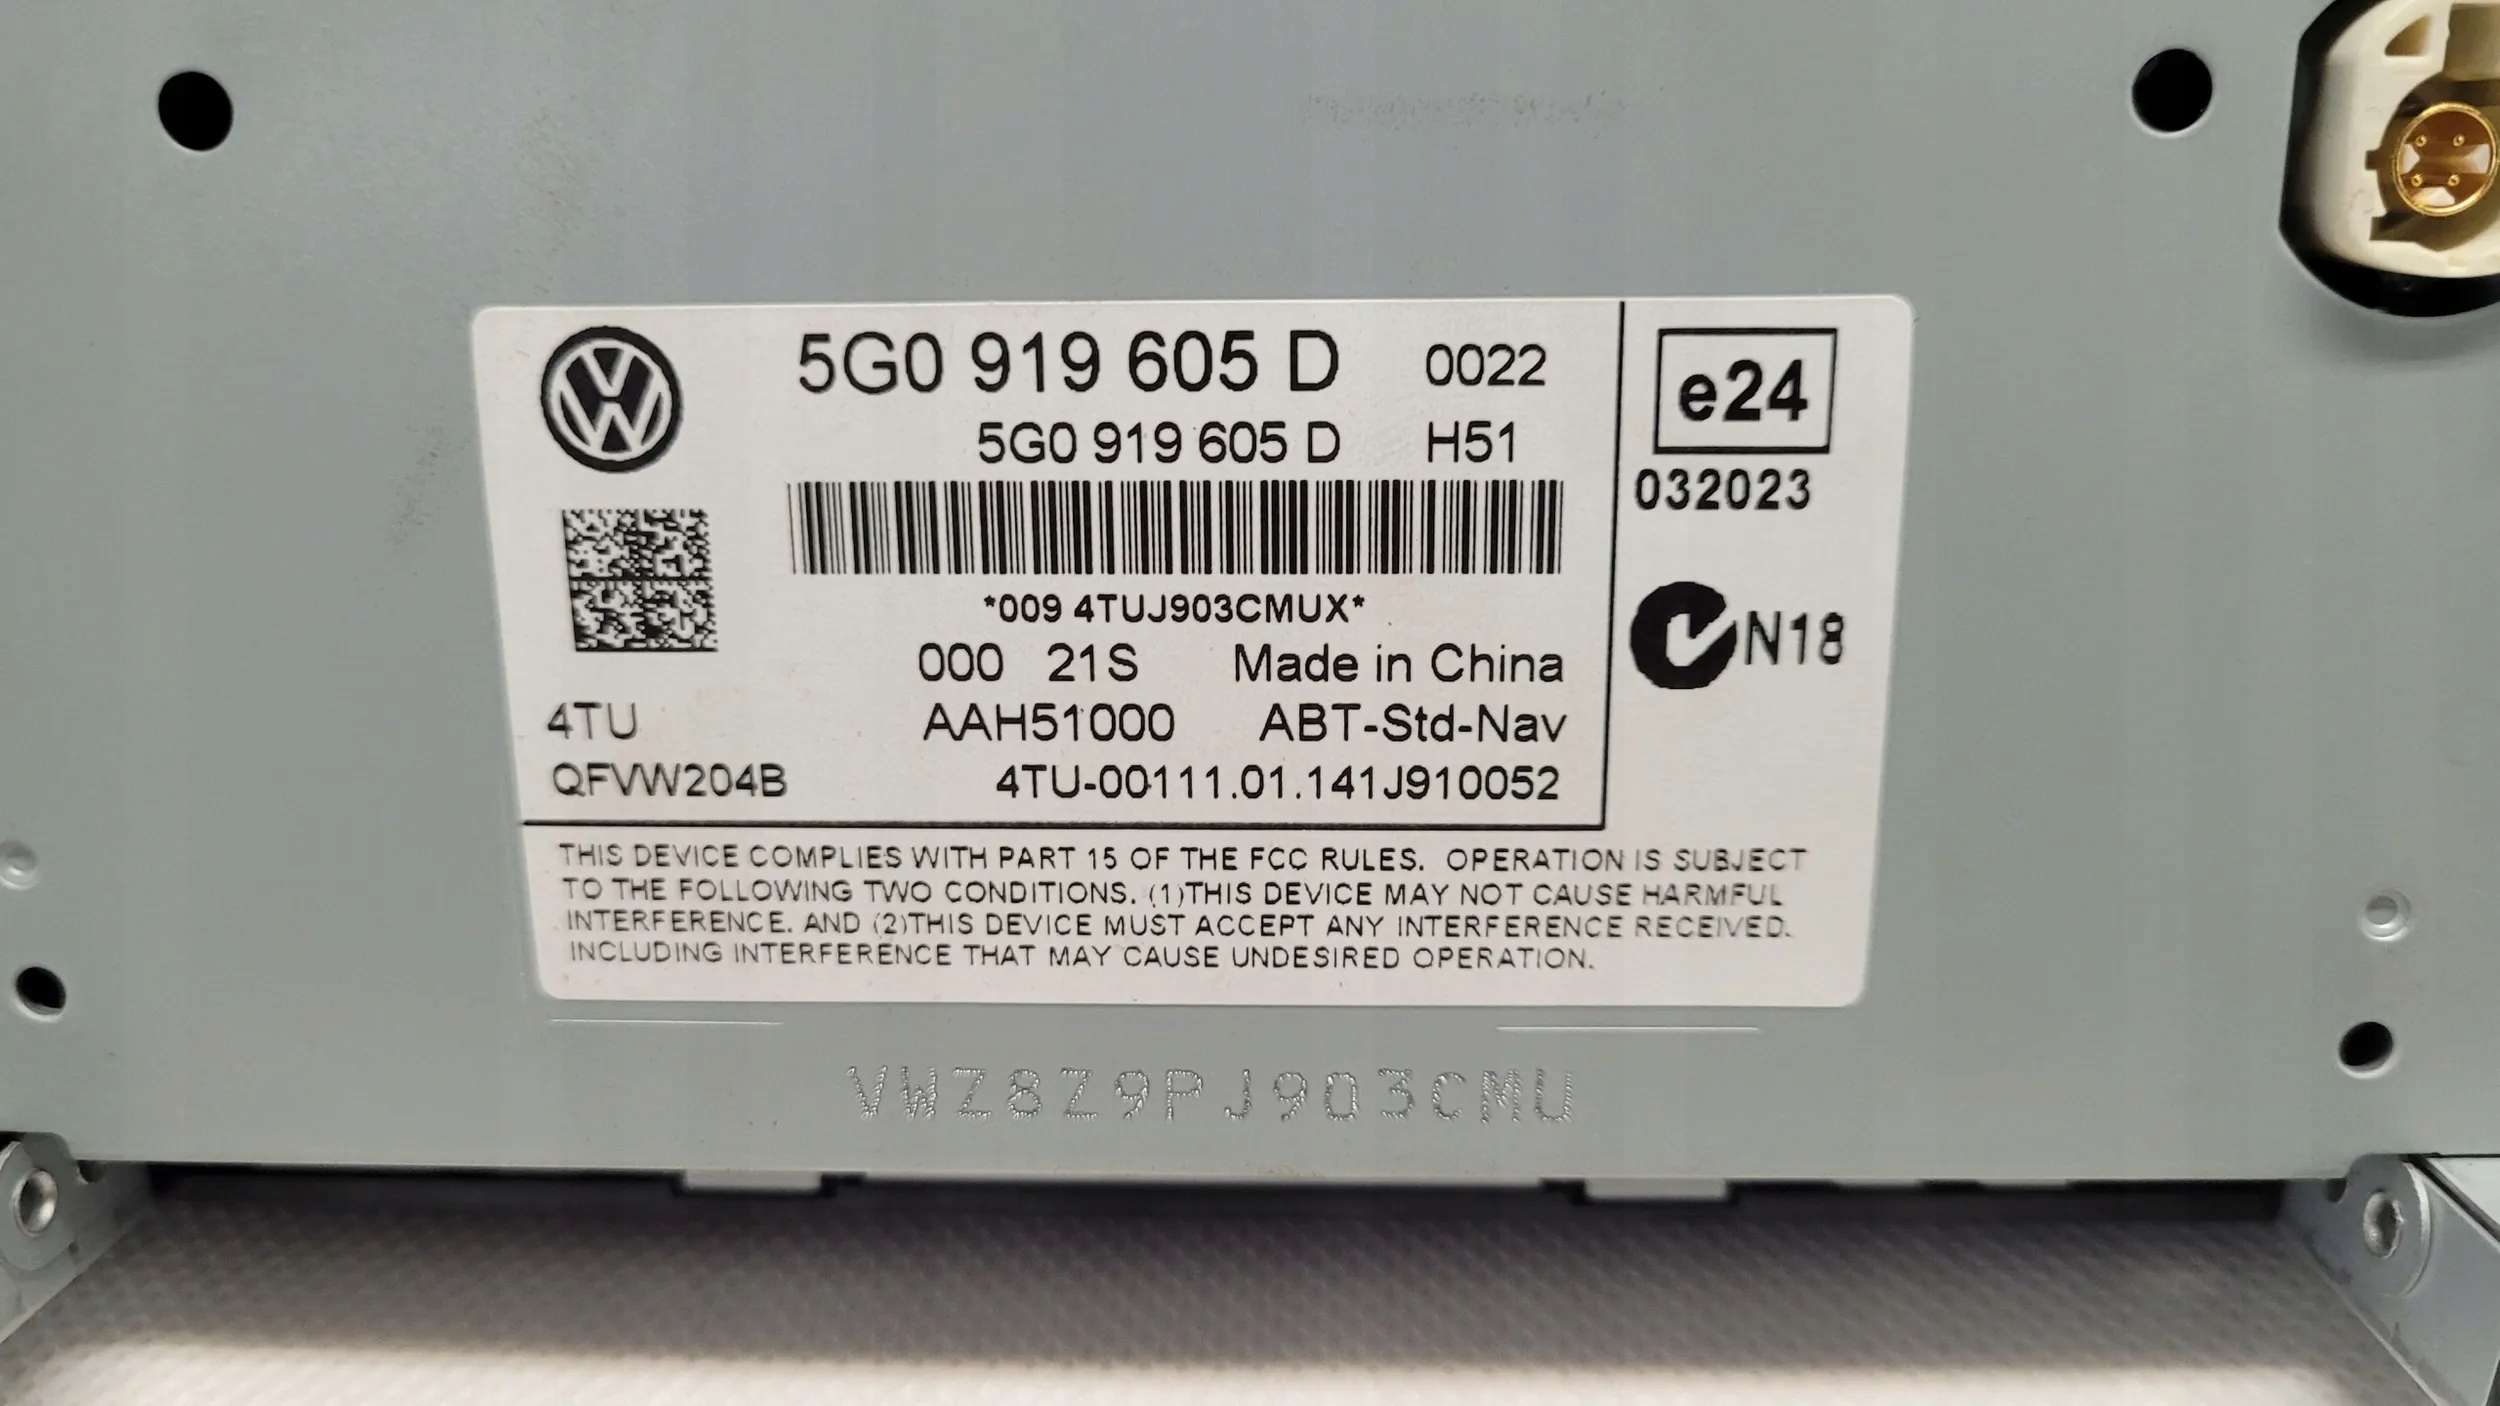 5G0 919 605 D 0022
5G0 919 605 D H51
*009 4TUJ903CMUX*
000 21S Made in China
4TU AAH51000 ABT-Std-Nav
QFVW204B 4TU-00111.01.141J910052
e24
032023
N18
THIS DEVICE COMPLIES WITH PART 15 OF THE FCC RULES. OPERATION IS SUBJECT
TO THE FOLLOWING TWO CONDITIONS. (1)THIS DEVICE MAY NOT CAUSE HARMFUL
INTERFERENCE. AND (2)THIS DEVICE MUST ACCEPT ANY INTERFERENCE RECEIVED.
INCLUDING INTERFERENCE THAT MAY CAUSE UNDESIRED OPERATION.
VWZ8Z9PJ903CMU